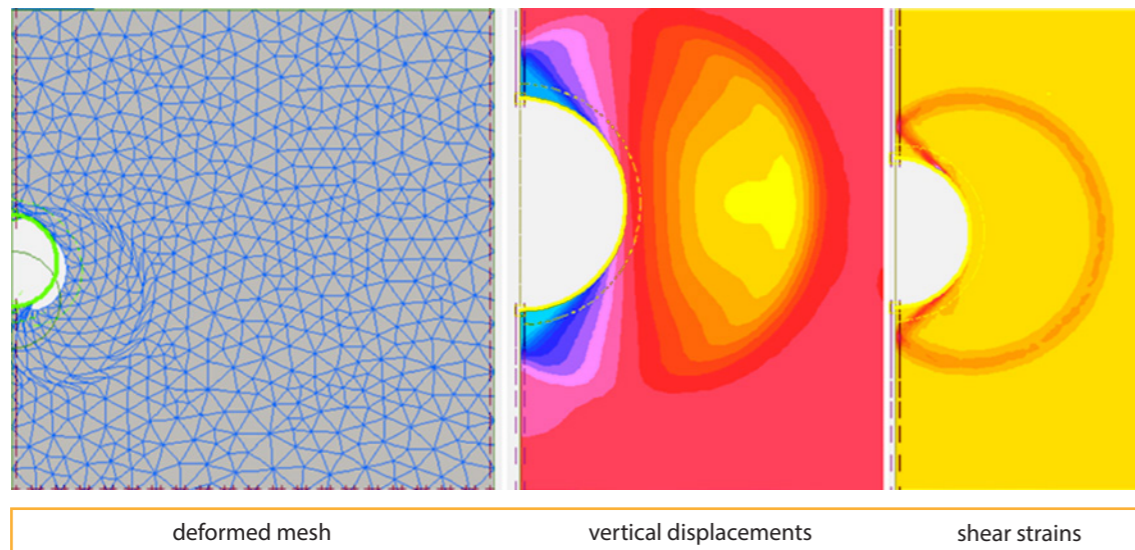 deformed mesh
vertical displacements
shear strains